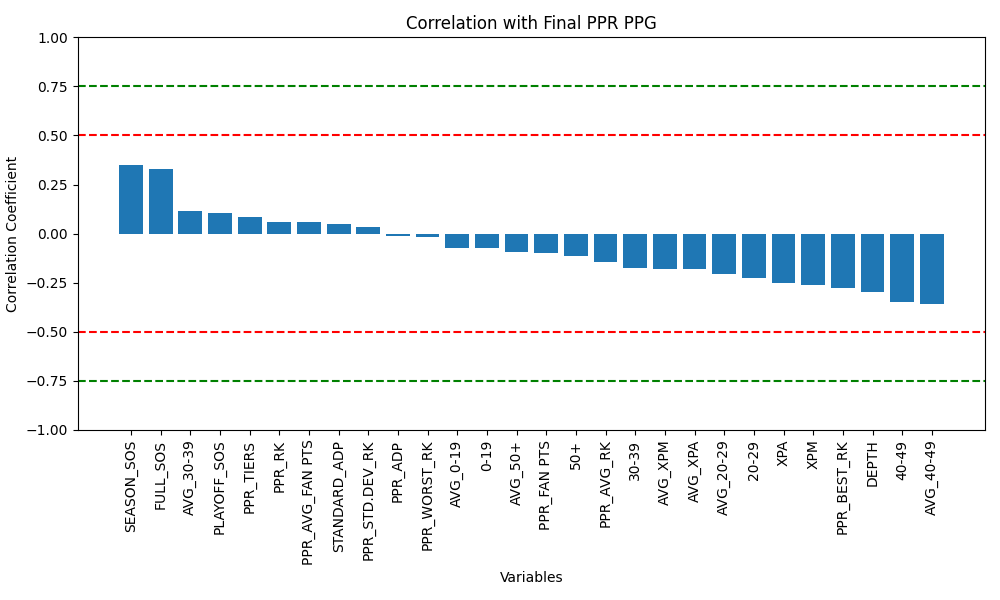 Correlation with Final PPR PPG
Correlation Coefficient
1.00
0.75
0.50
0.25
0.00
−0.25
−0.50
−0.75
−1.00
SEASON_SOS
FULL_SOS
AVG_30-39
PLAYOFF_SOS
PPR_TIERS
PPR_RK
PPR_AVG_FAN PTS
STANDARD_ADP
PPR_STD.DEV_RK
PPR_ADP
PPR_WORST_RK
AVG_0-19
0-19
AVG_50+
PPR_FAN PTS
50+
PPR_AVG_RK
30-39
AVG_XPM
AVG_XPA
AVG_20-29
20-29
XPA
XPM
PPR_BEST_RK
DEPTH
40-49
AVG_40-49
Variables